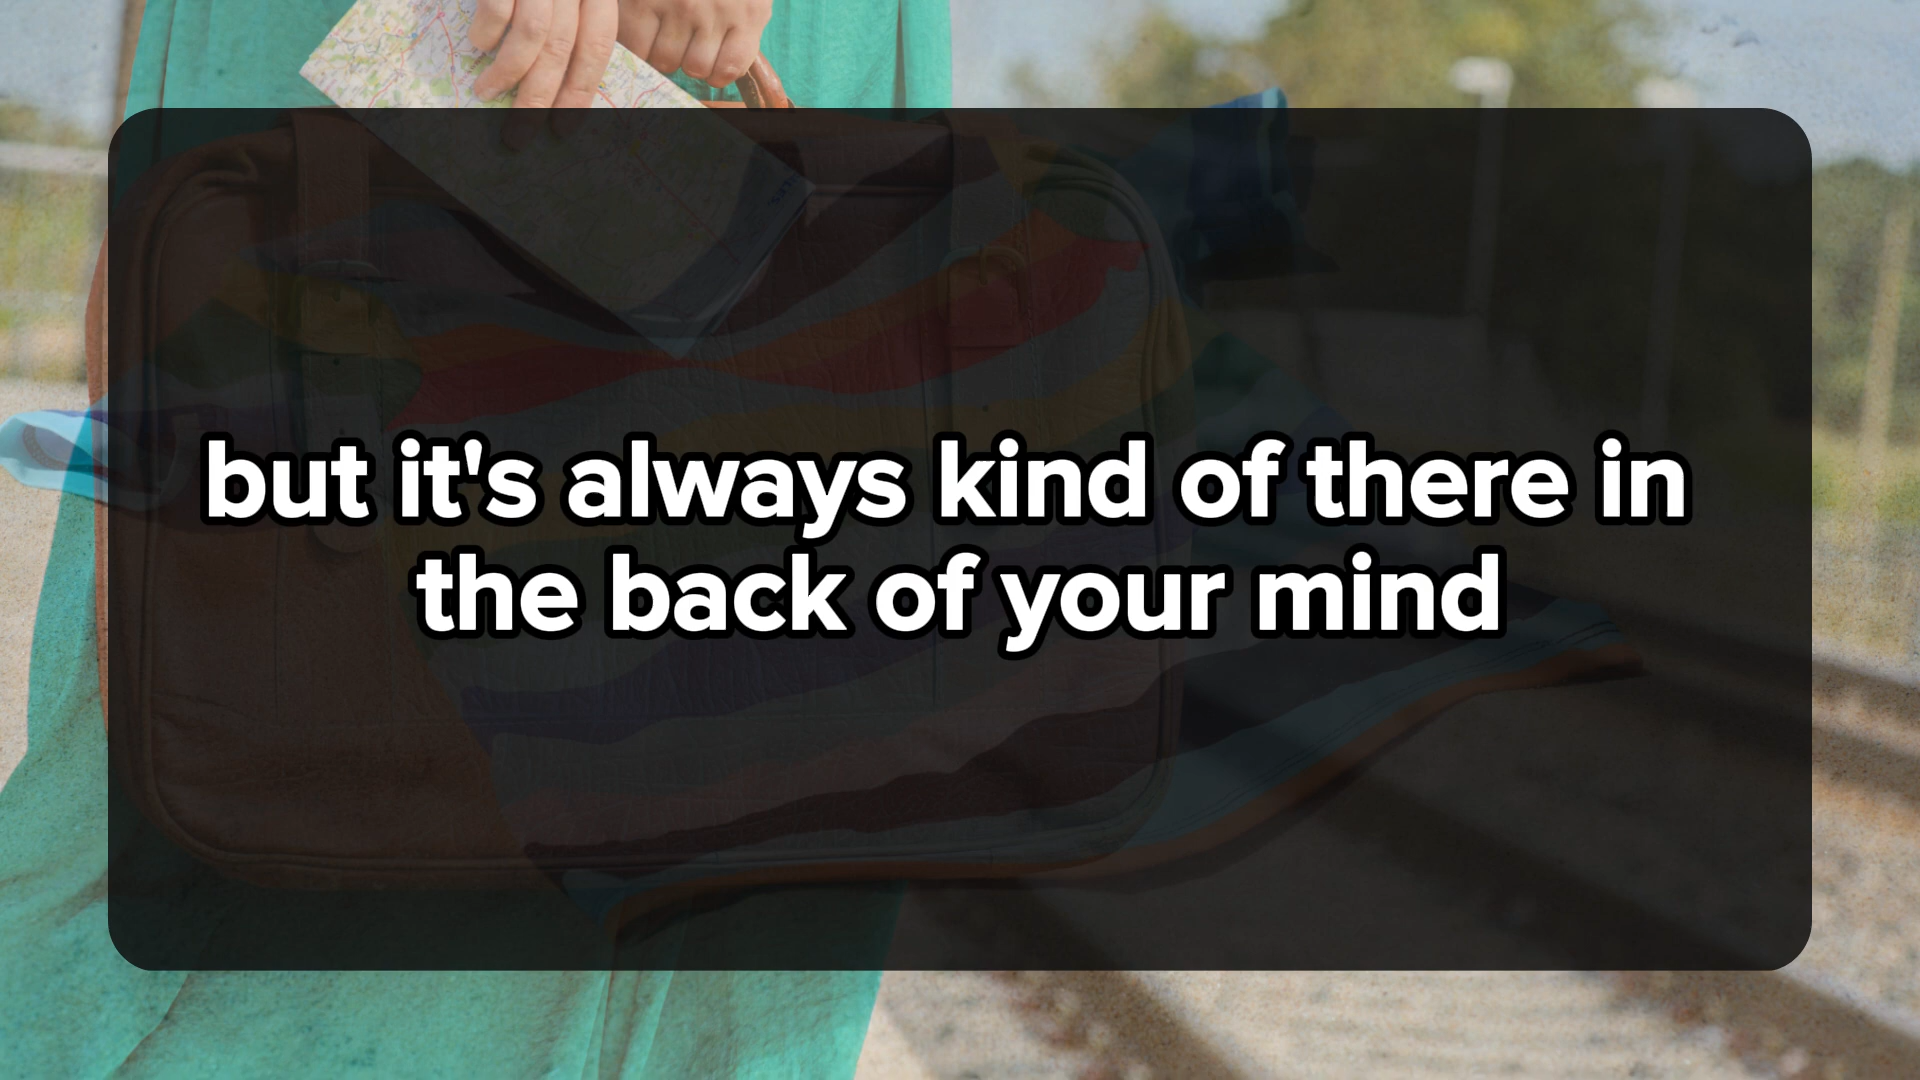 but it's always kind of there in
the back of your mind